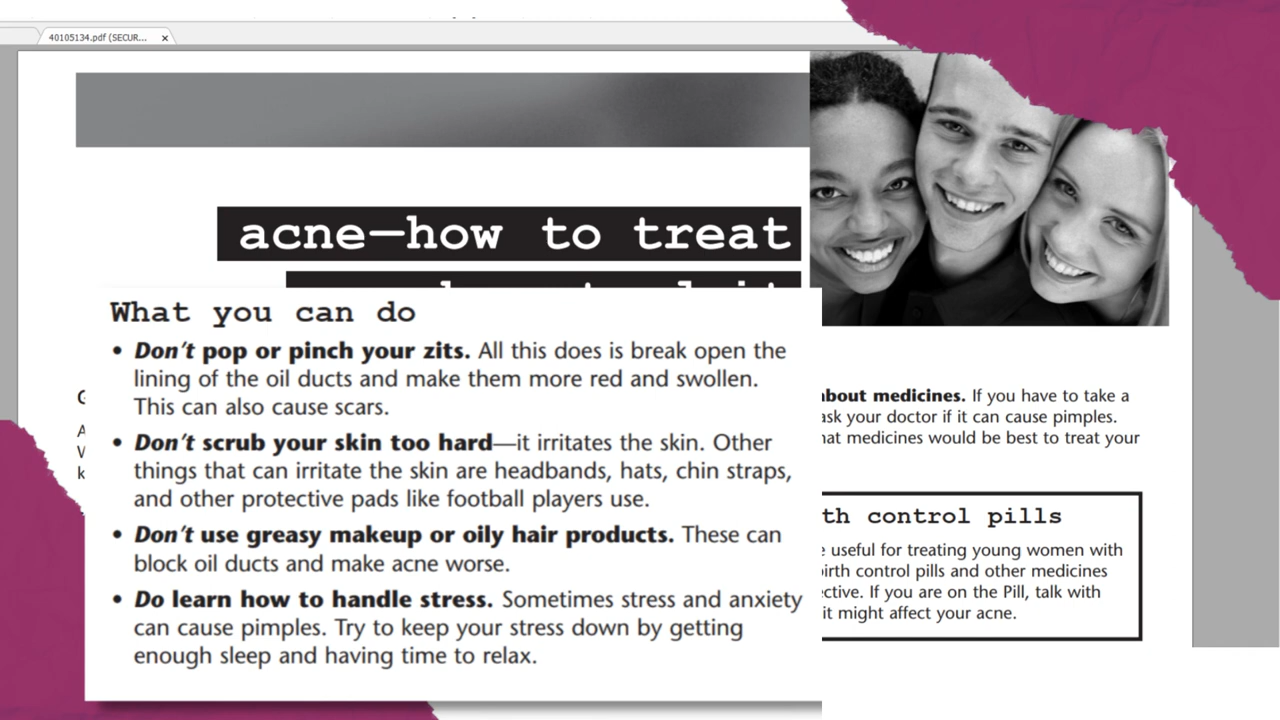 40105134.pdf (SECUR...
acne—how to treat
What you can do
• Don't pop or pinch your zits. All this does is break open the
lining of the oil ducts and make them more red and swollen.
This can also cause scars.
• Don't scrub your skin too hard—it irritates the skin. Other
things that can irritate the skin are headbands, hats, chin straps,
and other protective pads like football players use.
• Don't use greasy makeup or oily hair products. These can
block oil ducts and make acne worse.
• Do learn how to handle stress. Sometimes stress and anxiety
can cause pimples. Try to keep your stress down by getting
enough sleep and having time to relax.
about medicines. If you have to take a
ask your doctor if it can cause pimples.
medicines would be best to treat your
control pills
useful for treating young women with
birth control pills and other medicines
If you are on the Pill, talk with
it might affect your acne.